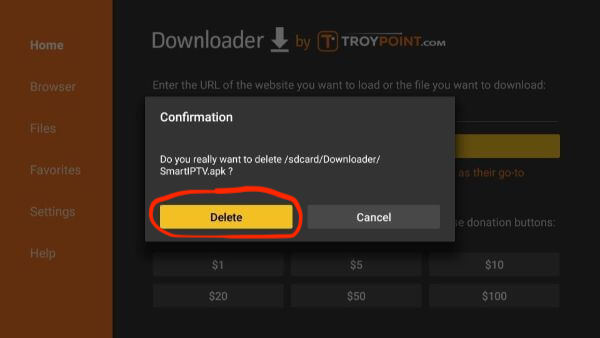 Home
Browser
Files
Favorites
Settings
Help
Downloader by TROYPOINT.COM
Enter the URL of the website you want to load or the file you want to download:
Confirmation
Do you really want to delete /sdcard/Downloader/
SmartIPTV.apk ?
Delete
Cancel
as their go-to
se donation buttons:
$1
$5
$10
$20
$50
$100